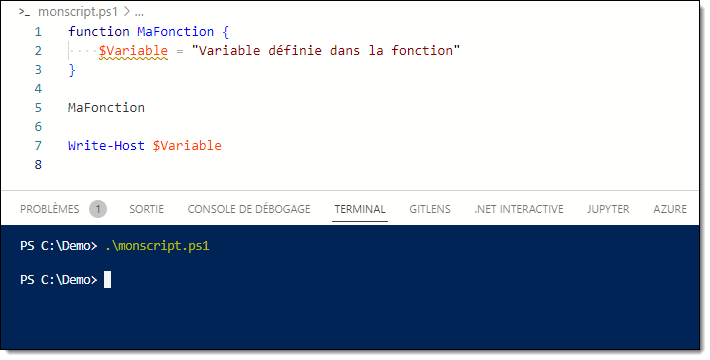 >_ monscript.ps1 > ...
1 function MaFonction {
2 ····$Variable = "Variable définie dans la fonction"
3 }
4
5 MaFonction
6
7 Write-Host $Variable
8
PROBLÈMES 1 SORTIE CONSOLE DE DÉBOGAGE TERMINAL GITLENS .NET INTERACTIVE JUPYTER AZURE
PS C:\Demo> .\monscript.ps1
PS C:\Demo>